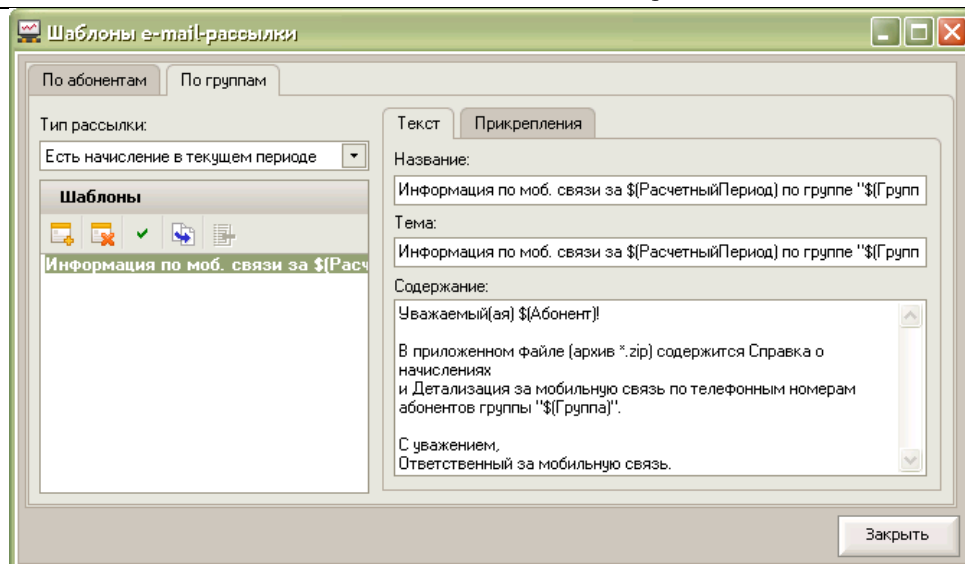 Шаблоны e-mail-рассылки
По абонентам
По группам
Тип рассылки:
Есть начисление в текущем периоде
Шаблоны
Информация по моб. связи за $(Расч
Текст
Прикрепления
Название:
Информация по моб. связи за $(РасчетныйПериод) по группе "$(Групп
Тема:
Информация по моб. связи за $(РасчетныйПериод) по группе "$(Групп
Содержание:
Уважаемый(ая) $(Абонент)!
В приложенном файле (архив *.zip) содержится Справка о
начислениях
и Детализация за мобильную связь по телефонным номерам
абонентов группы "$(Группа)".
С уважением,
Ответственный за мобильную связь.
Закрыть